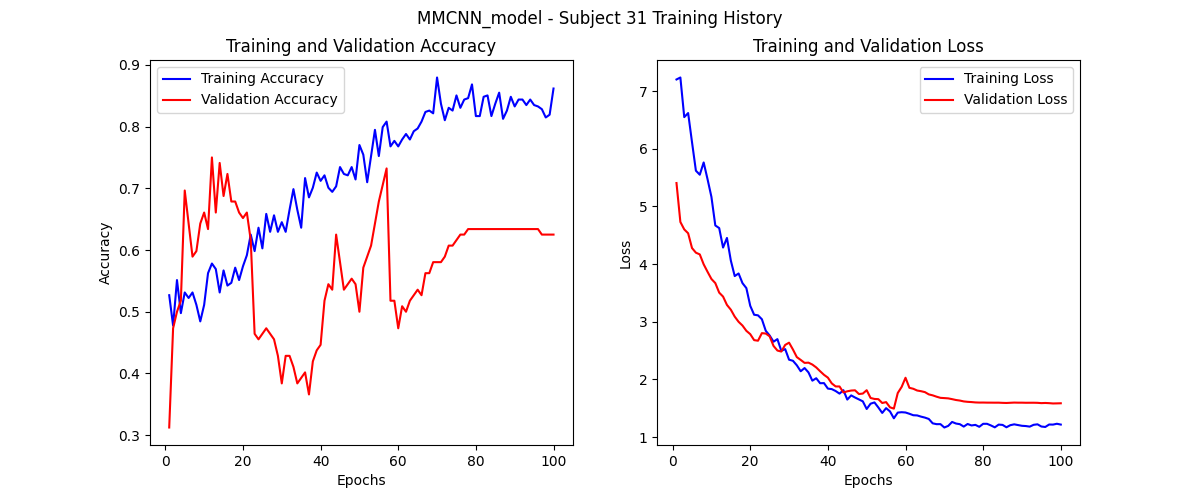 MMCNN_model - Subject 31 Training History
Training and Validation Accuracy
Training Accuracy
Validation Accuracy
0.9
0.8
0.7
0.6
0.5
0.4
0.3
Accuracy
0
20
40
60
80
100
Epochs
Training and Validation Loss
Training Loss
Validation Loss
7
6
5
4
3
2
1
Loss
0
20
40
60
80
100
Epochs